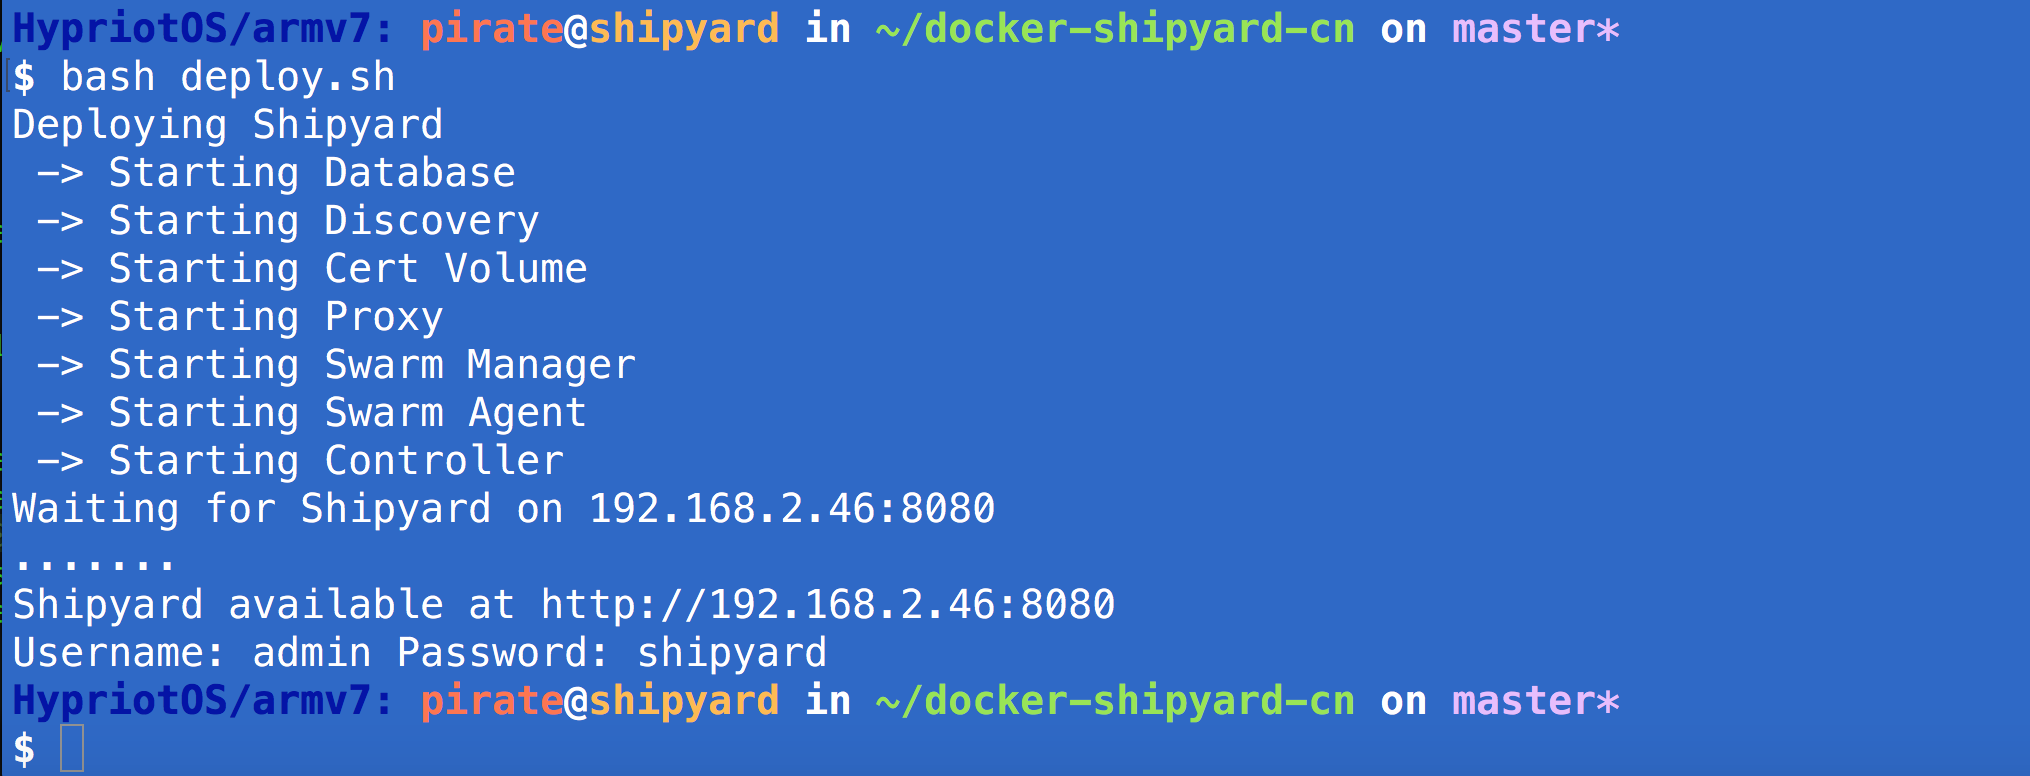 HypriotOS/armv7: pirate@shipyard in ~/docker-shipyard-cn on master*
$ bash deploy.sh
Deploying Shipyard
 -> Starting Database
 -> Starting Discovery
 -> Starting Cert Volume
 -> Starting Proxy
 -> Starting Swarm Manager
 -> Starting Swarm Agent
 -> Starting Controller
Waiting for Shipyard on 192.168.2.46:8080
.......
Shipyard available at http://192.168.2.46:8080
Username: admin Password: shipyard
HypriotOS/armv7: pirate@shipyard in ~/docker-shipyard-cn on master*
$